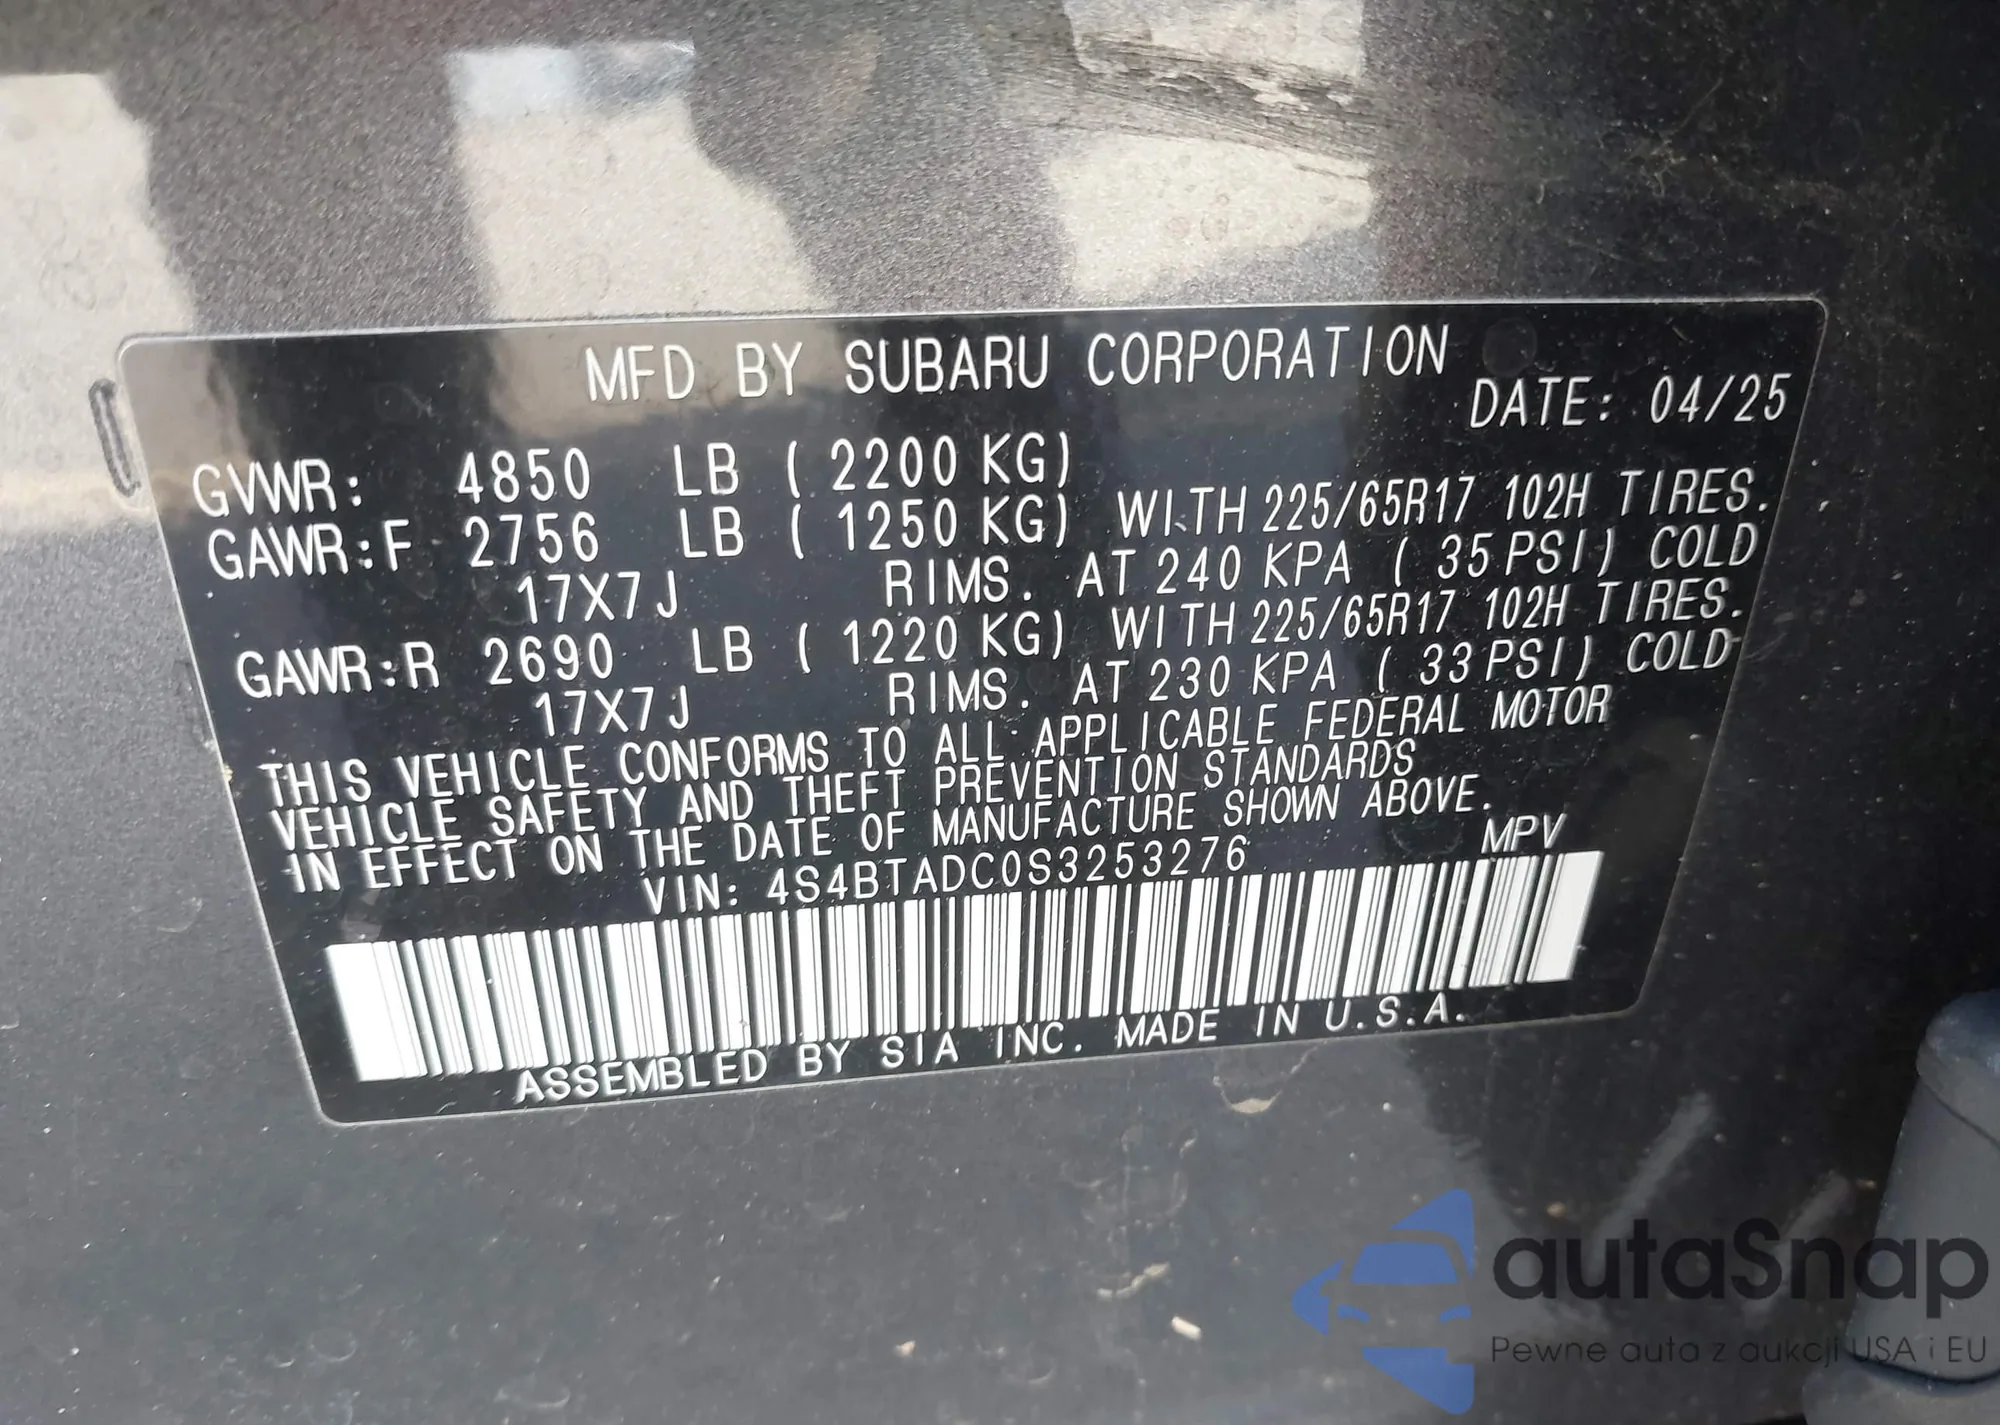 MFD BY SUBARU CORPORATION
DATE: 04/25
GVWR: 4850 LB ( 2200 KG)
GAWR:F 2756 LB ( 1250 KG) WITH 225/65R17 102H TIRES.
17X7J RIMS. AT 240 KPA ( 35 PSI) COLD
GAWR:R 2690 LB ( 1220 KG) WITH 225/65R17 102H TIRES.
17X7J RIMS. AT 230 KPA ( 33 PSI) COLD
THIS VEHICLE CONFORMS TO ALL APPLICABLE FEDERAL MOTOR
VEHICLE SAFETY AND THEFT PREVENTION STANDARDS
IN EFFECT ON THE DATE OF MANUFACTURE SHOWN ABOVE.
VIN: 4S4BTADC0S3253276 MPV
ASSEMBLED BY SIA INC. MADE IN U.S.A.
autaSnap
Pewne auta z aukcji USA i EU